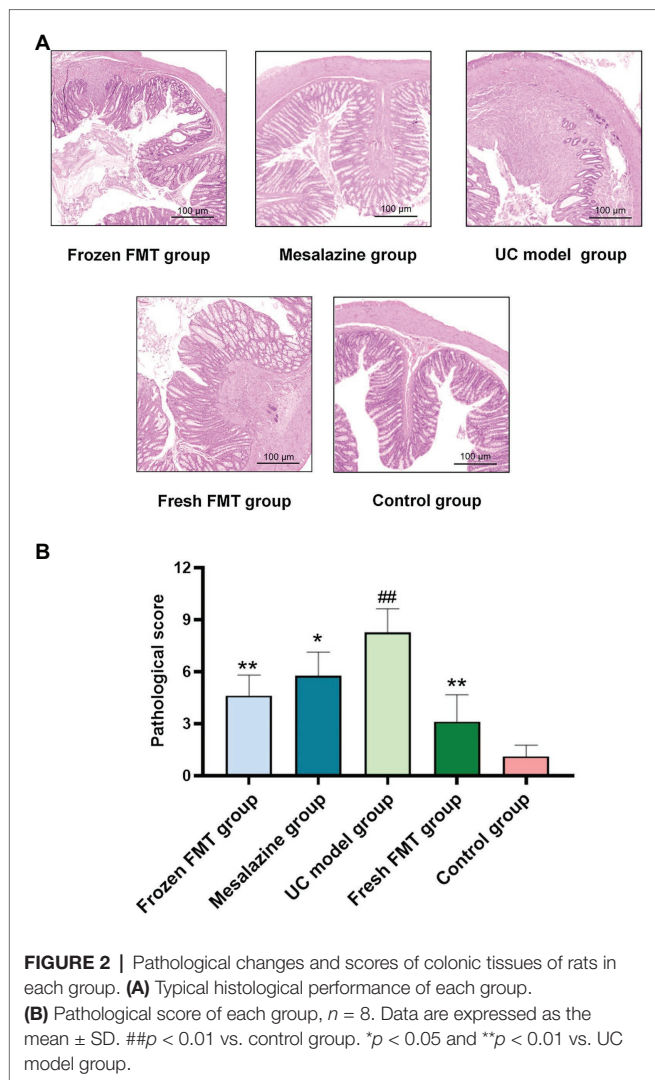 A
100 μm
100 μm
100 μm
Frozen FMT group
Mesalazine group
UC model group
100 μm
100 μm
Fresh FMT group
Control group
B
Pathological score
12
9
6
3
0
**
*
##
**
Frozen FMT group
Mesalazine group
UC model group
Fresh FMT group
Control group
FIGURE 2 | Pathological changes and scores of colonic tissues of rats in
each group. (A) Typical histological performance of each group.
(B) Pathological score of each group, n = 8. Data are expressed as the
mean ± SD. ##p < 0.01 vs. control group. *p < 0.05 and **p < 0.01 vs. UC
model group.